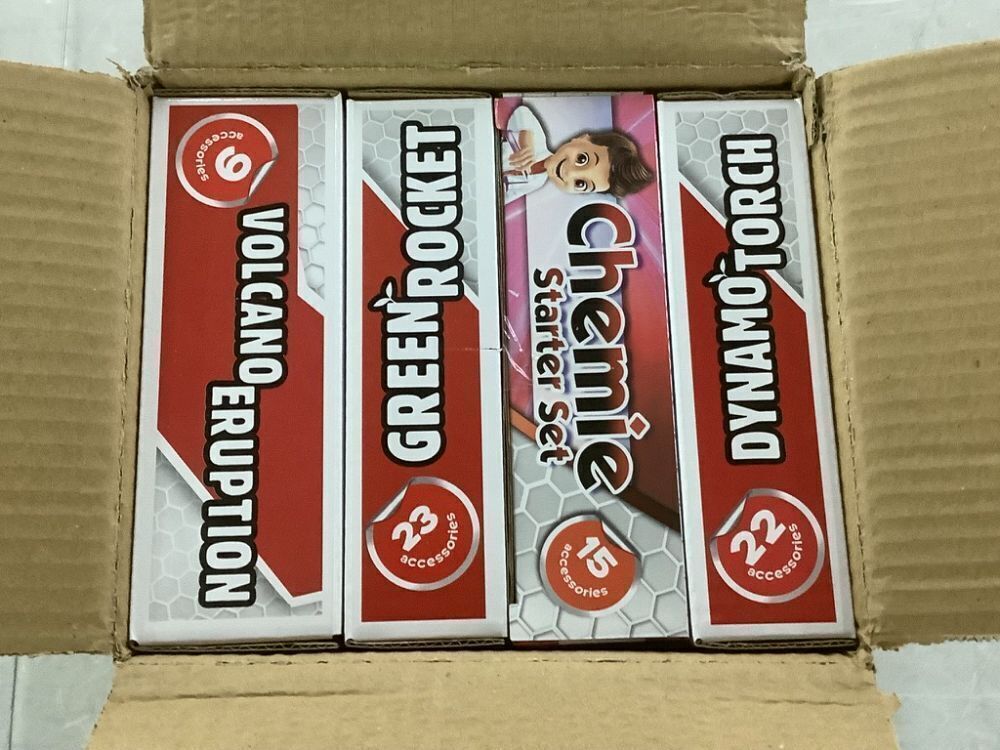 9
accessories
VOLCANO
ERUPTION
GREEN
ROCKET
23
accessories
Chemie
Starter Set
15
accessories
DYNAMO
TORCH
22
accessories